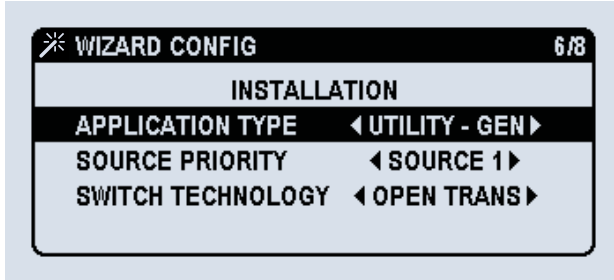 WIZARD CONFIG 6/8
INSTALLATION
APPLICATION TYPE UTILITY - GEN
SOURCE PRIORITY SOURCE 1
SWITCH TECHNOLOGY OPEN TRANS